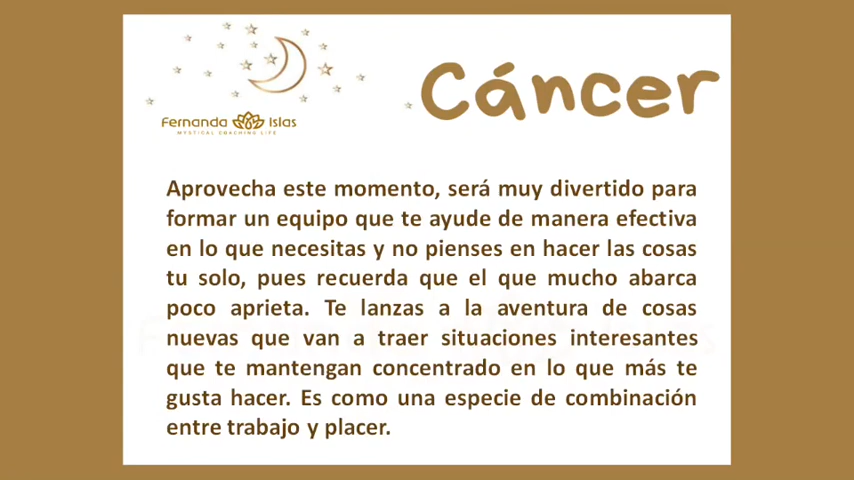 Cáncer
Fernanda Islas
MYSTICAL COACHING LIFE
Aprovecha este momento, será muy divertido para
formar un equipo que te ayude de manera efectiva
en lo que necesitas y no pienses en hacer las cosas
tu solo, pues recuerda que el que mucho abarca
poco aprieta. Te lanzas a la aventura de cosas
nuevas que van a traer situaciones interesantes
que te mantengan concentrado en lo que más te
gusta hacer. Es como una especie de combinación
entre trabajo y placer.